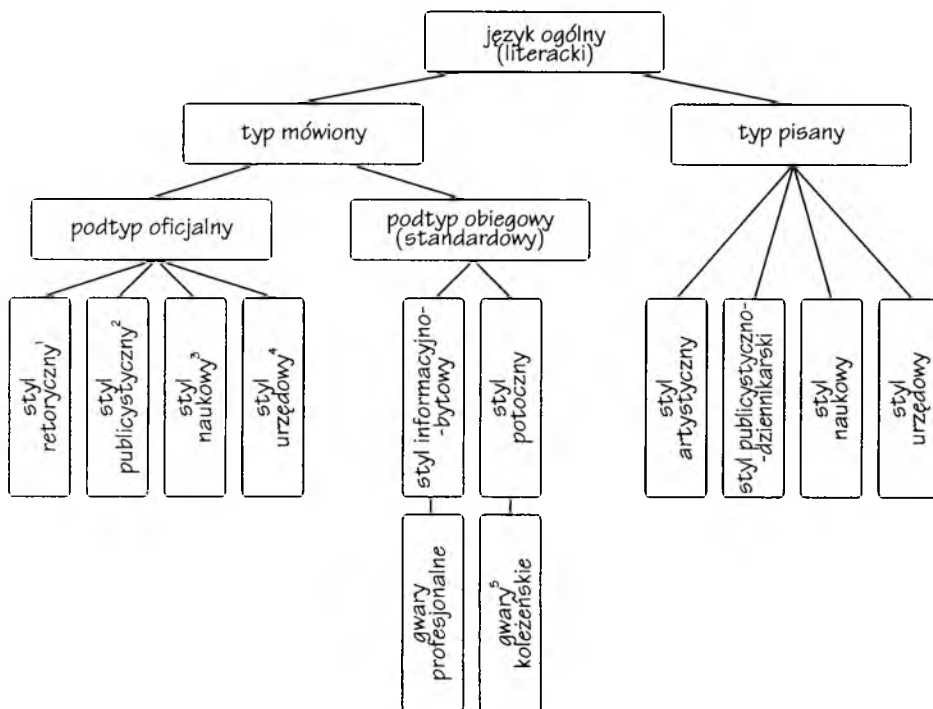 język ogólny
(literacki)
typ mówiony
typ pisany
podtyp oficjalny
podtyp obiegowy
(standardowy)
styl
retoryczny¹
styl
publicystyczny²
styl
naukowy³
styl
urzędowy⁴
styl informacyjno-
-bytowy
styl
potoczny
styl
artystyczny
styl publicystyczno-
-dziennikarski
styl
naukowy
styl
urzędowy
gwary
profesjonalne
gwary⁵
koleżeńskie